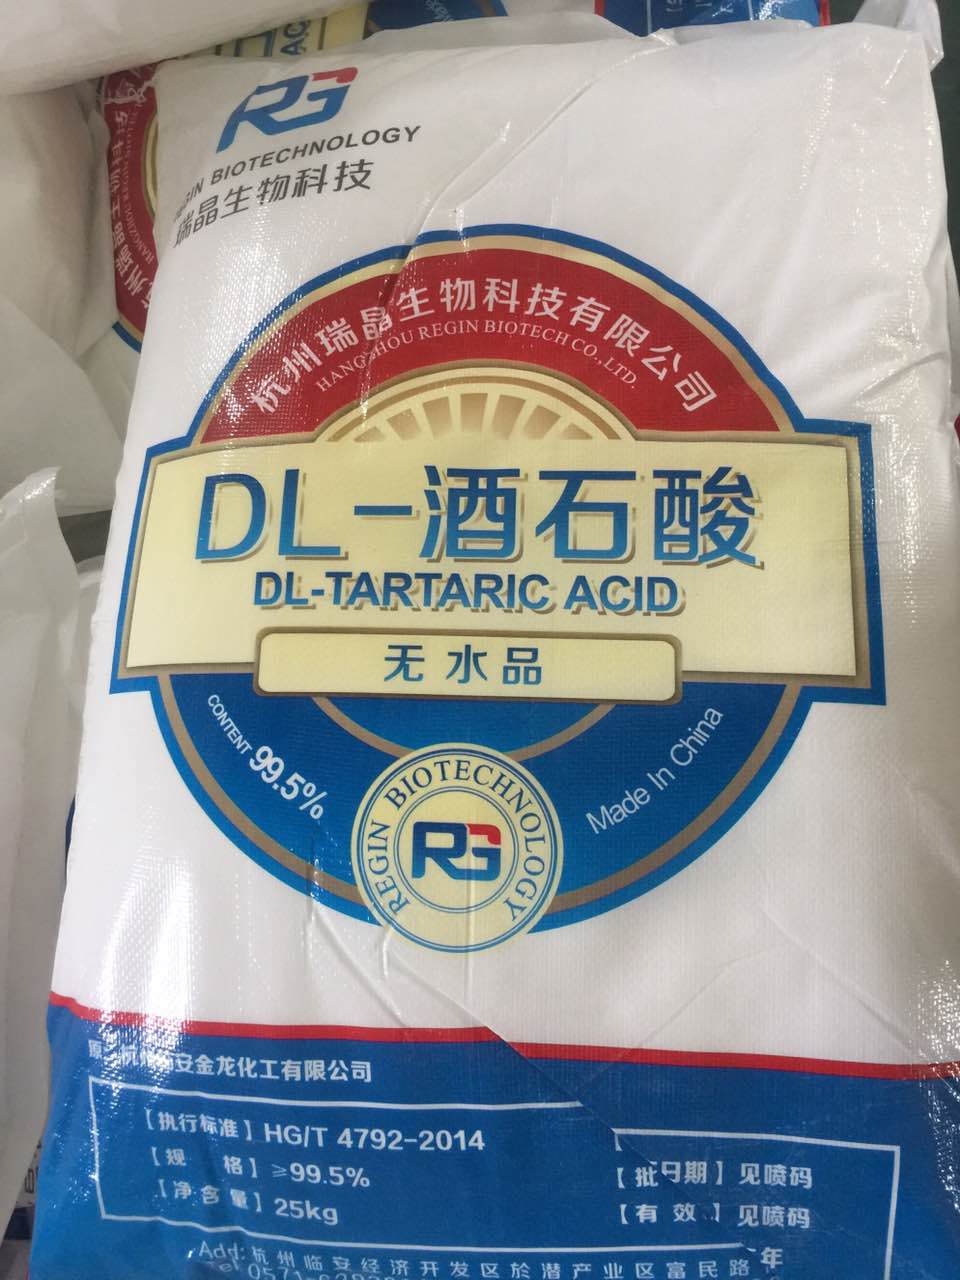 RG
REGIN BIOTECHNOLOGY
瑞晶生物科技
杭州瑞晶生物科技有限公司
HANGZHOU REGIN BIOTECH CO., LTD.
DL-酒石酸
DL-TARTARIC ACID
无水品
CONTENT 99.5%
Made In China
REGIN BIOTECHNOLOGY
RG
安金龙化工有限公司
【执行标准】HG/T 4792-2014
【规 格】≥99.5%
【净含量】25kg
【批 日期】见喷码
【有 效 】见喷码
年
Add: 杭州临安经济开发区於潜产业区富民路
Tel 0571-